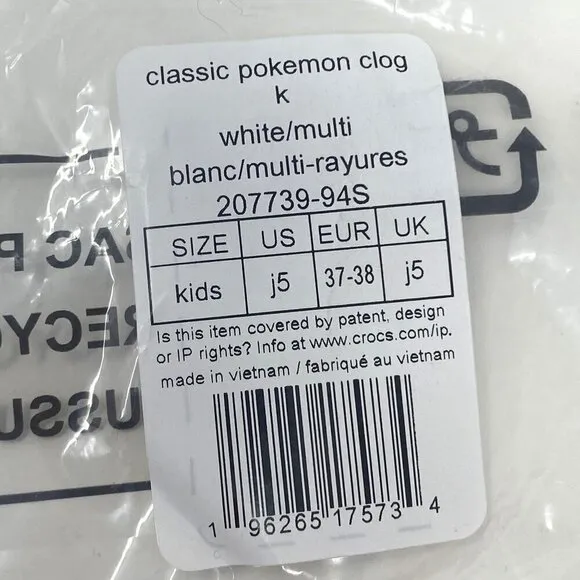 classic pokemon clog
k
white/multi
blanc/multi-rayures
207739-94S
SIZE US EUR UK
kids j5 37-38 j5
Is this item covered by patent, design
or IP rights? Info at www.crocs.com/ip.
made in vietnam / fabriqué au vietnam
1 96265 17573 4